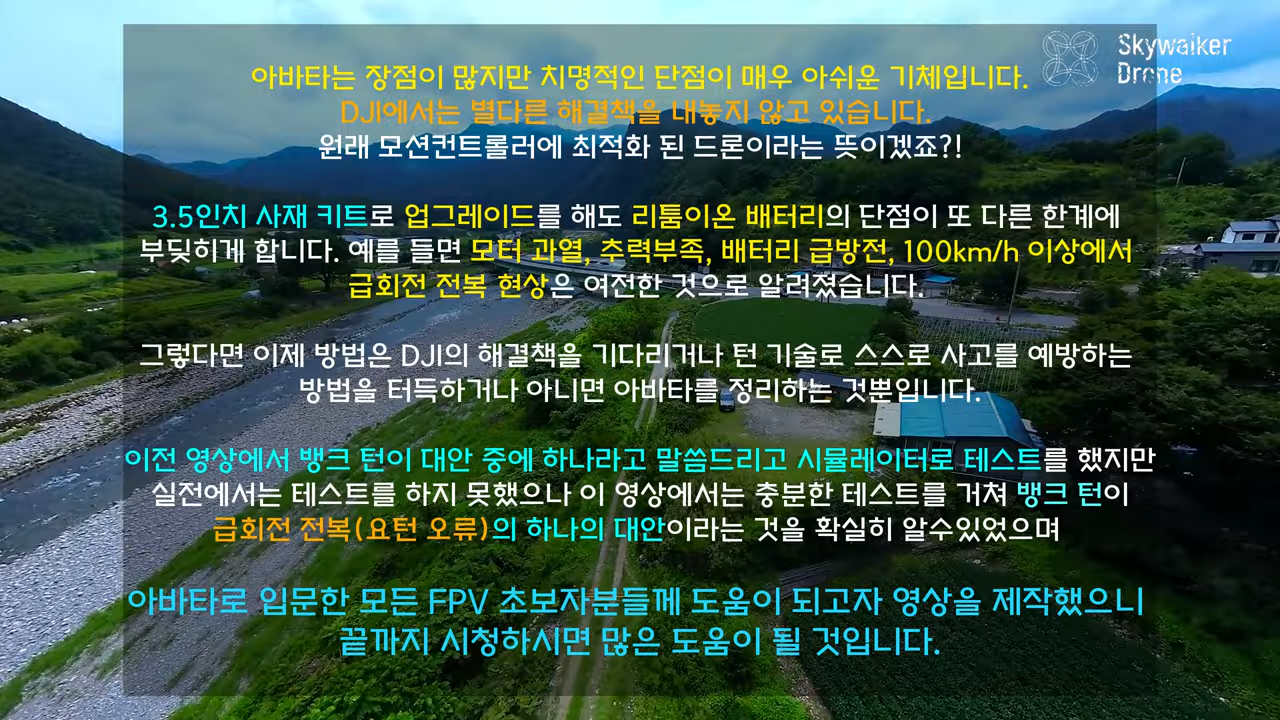 Skywalker
Drone
아바타는 장점이 많지만 치명적인 단점이 매우 아쉬운 기체입니다.
DJI에서는 별다른 해결책을 내놓지 않고 있습니다.
원래 모션컨트롤러에 최적화 된 드론이라는 뜻이겠죠?!
3.5인치 사재 키트로 업그레이드를 해도 리툼이온 배터리의 단점이 또 다른 한계에
부딪히게 합니다. 예를 들면 모터 과열, 추력부족, 배터리 급방전, 100km/h 이상에서
급회전 전복 현상은 여전한 것으로 알려졌습니다.
그렇다면 이제 방법은 DJI의 해결책을 기다리거나 턴 기술로 스스로 사고를 예방하는
방법을 터득하거나 아니면 아바타를 정리하는 것뿐입니다.
이전 영상에서 뱅크 턴이 대안 중에 하나라고 말씀드리고 시뮬레이터로 테스트를 했지만
실전에서는 테스트를 하지 못했으나 이 영상에서는 충분한 테스트를 거쳐 뱅크 턴이
급회전 전복(요턴 오류)의 하나의 대안이라는 것을 확실히 알수있었으며
아바타로 입문한 모든 FPV 초보자분들께 도움이 되고자 영상을 제작했으니
끝까지 시청하시면 많은 도움이 될 것입니다.